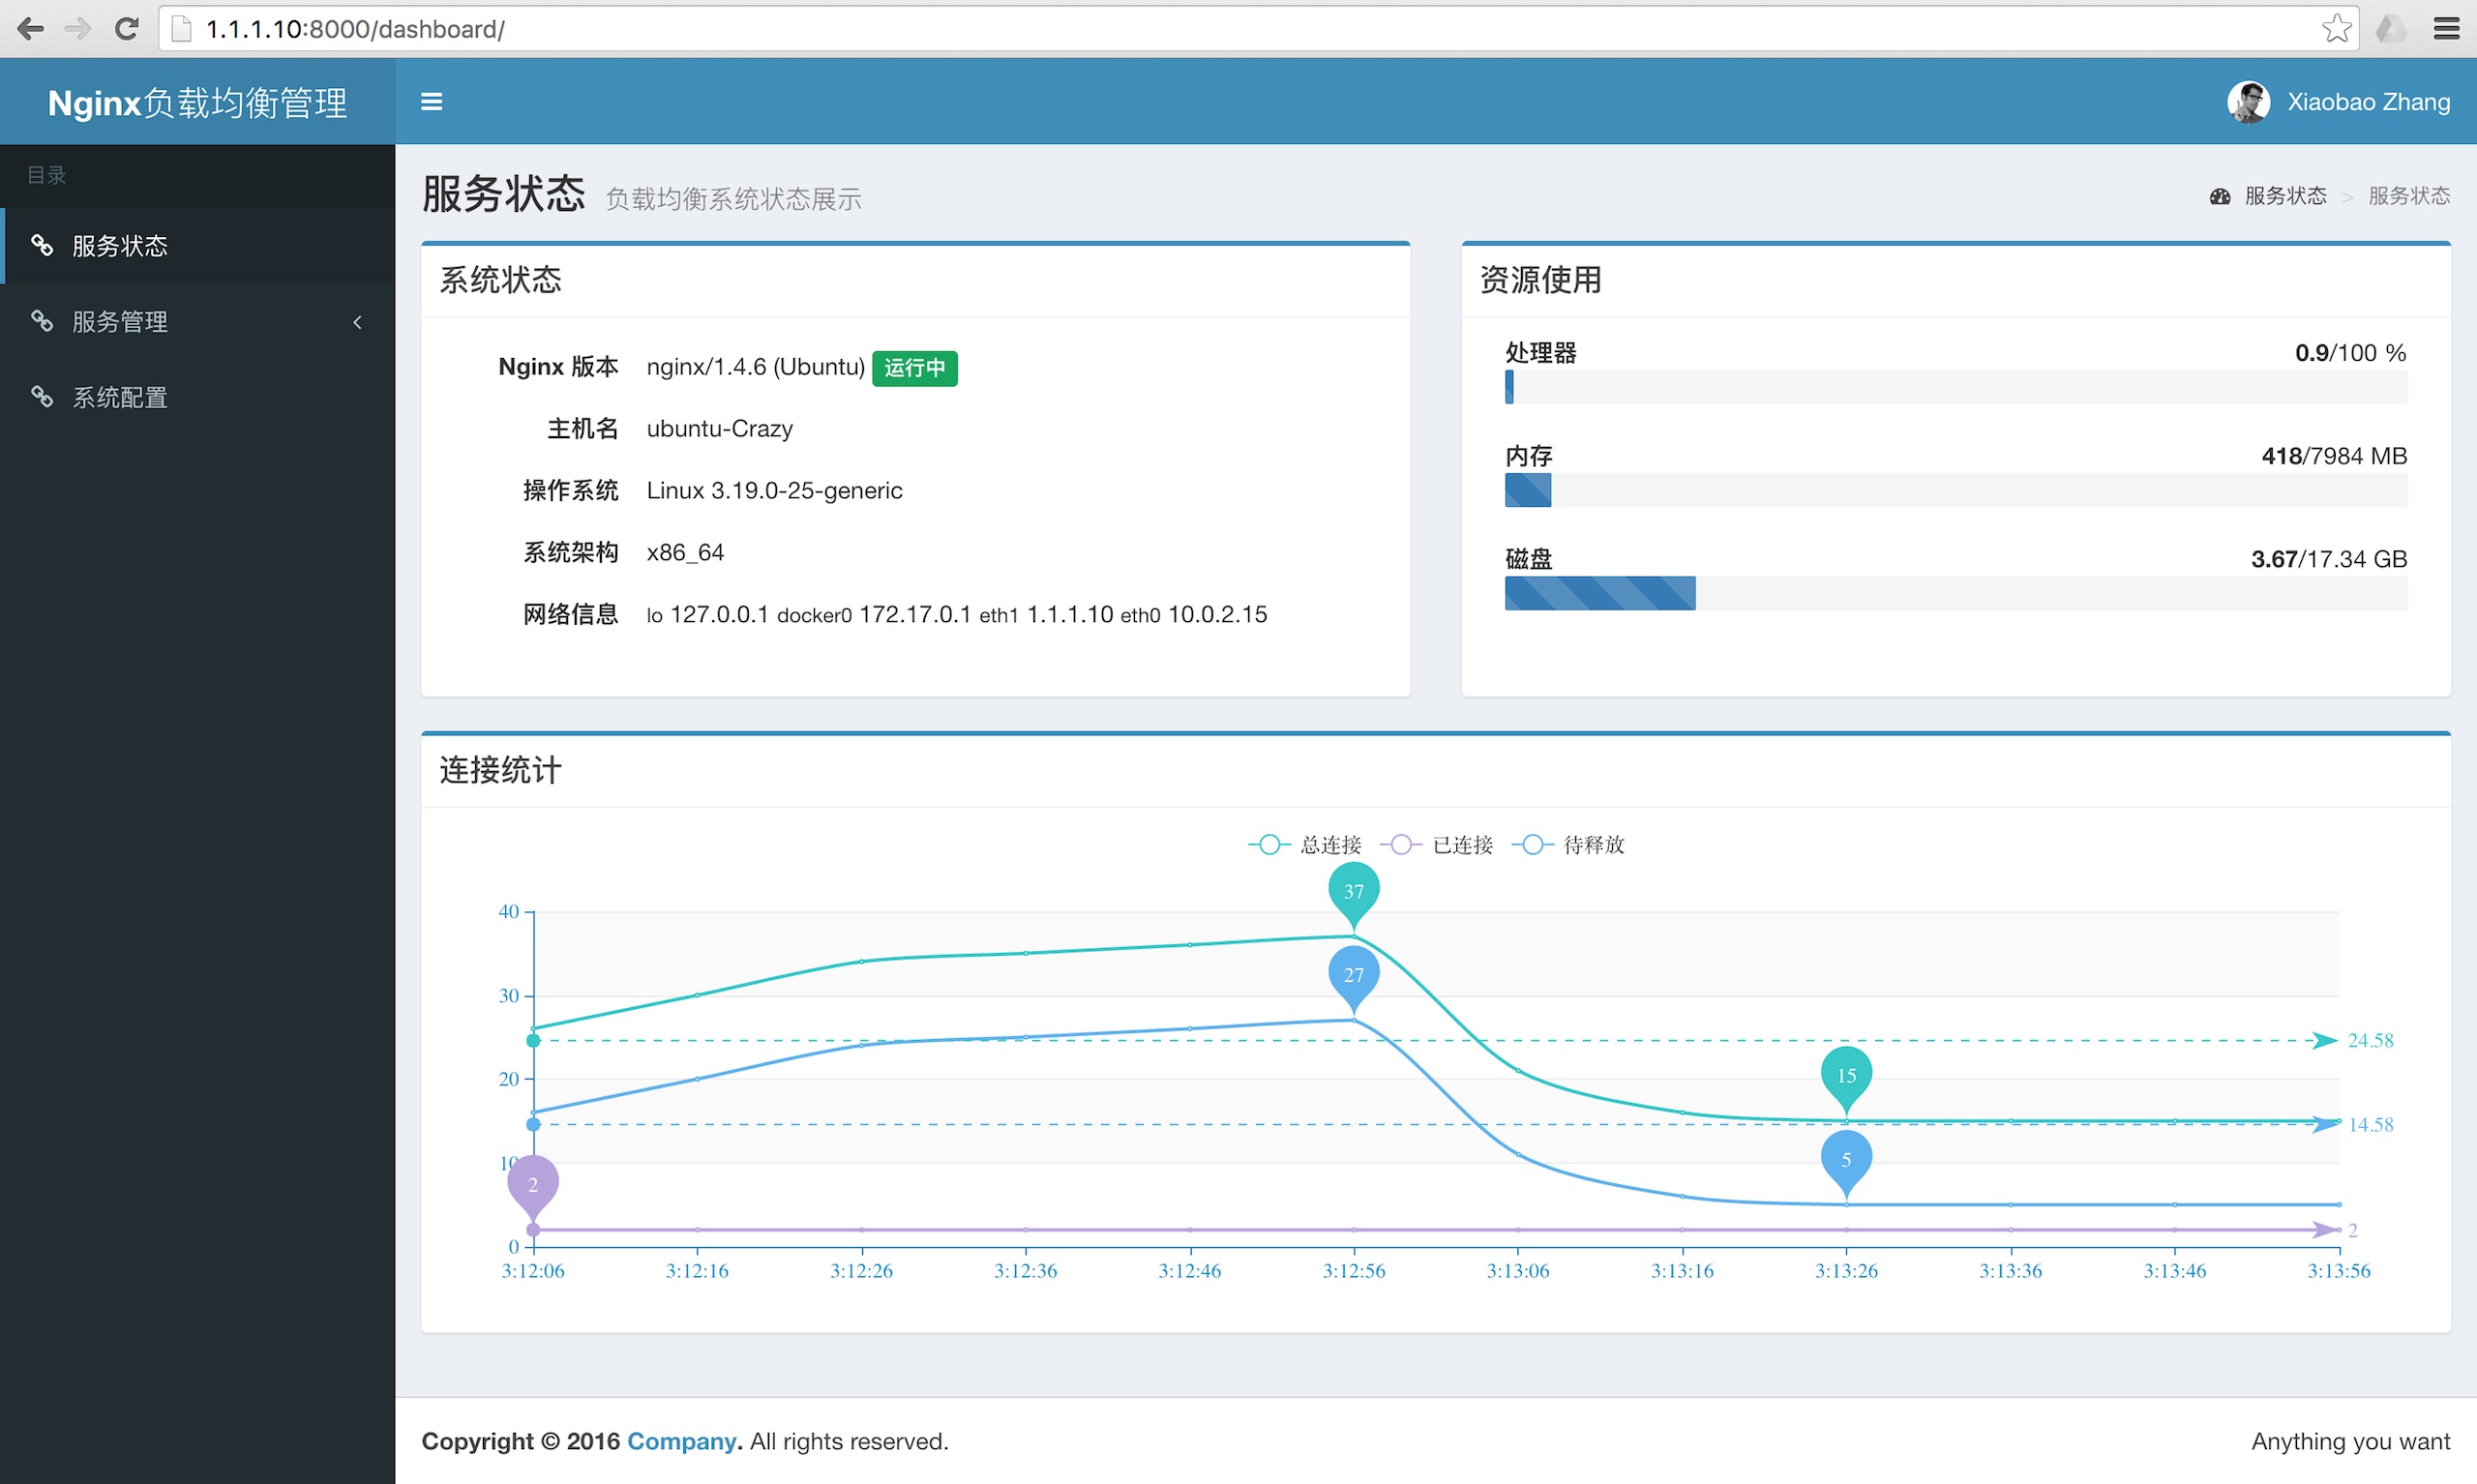 1.1.1.10:8000/dashboard/
Nginx负载均衡管理
Xiaobao Zhang
目录
服务状态
服务管理
系统配置
服务状态 负载均衡系统状态展示
服务状态 > 服务状态
系统状态
Nginx 版本 nginx/1.4.6 (Ubuntu) 运行中
主机名 ubuntu-Crazy
操作系统 Linux 3.19.0-25-generic
系统架构 x86_64
网络信息 lo 127.0.0.1 docker0 172.17.0.1 eth1 1.1.1.10 eth0 10.0.2.15
资源使用
处理器 0.9/100 %
内存 418/7984 MB
磁盘 3.67/17.34 GB
连接统计
总连接 已连接 待释放
37
40
27
30
24.58
15
20
14.58
5
10
2
2
0
3:12:06 3:12:16 3:12:26 3:12:36 3:12:46 3:12:56 3:13:06 3:13:16 3:13:26 3:13:36 3:13:46 3:13:56
Copyright © 2016 Company. All rights reserved.
Anything you want